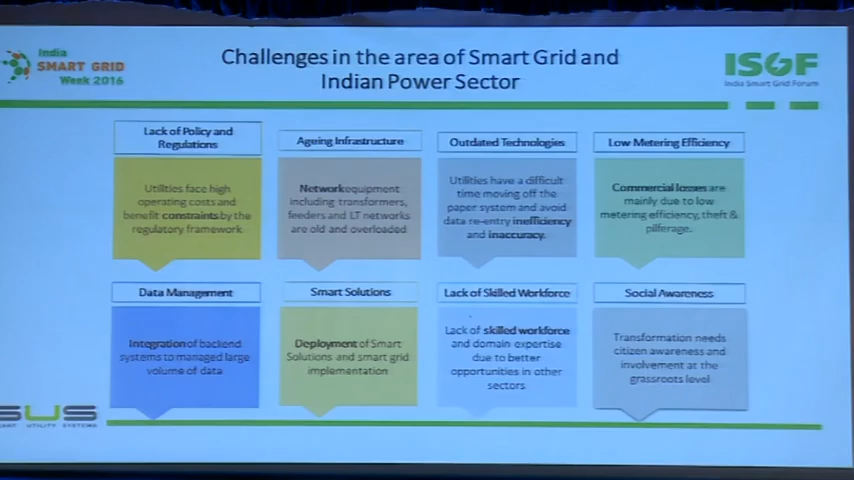 India
SMART GRID
Week 2016
Challenges in the area of Smart Grid and
Indian Power Sector
ISGF
India Smart Grid Forum
Lack of Policy and
Regulations
Utilities face high
operating costs and
benefit constraints by the
regulatory framework
Ageing Infrastructure
Network equipment
including transformers,
feeders and LT networks
are old and overloaded
Outdated Technologies
Utilities have a difficult
time moving off the
paper system and avoid
data re-entry inefficiency
and inaccuracy.
Low Metering Efficiency
Commercial losses are
mainly due to low
metering efficiency, theft &
pilferage.
Data Management
Integration of backend
systems to managed large
volume of data
Smart Solutions
Deployment of Smart
Solutions and smart grid
implementation
Lack of Skilled Workforce
Lack of skilled workforce
and domain expertise
due to better
opportunities in other
sectors
Social Awareness
Transformation needs
citizen awareness and
involvement at the
grassroots level
SUS
UTILITY SYSTEMS